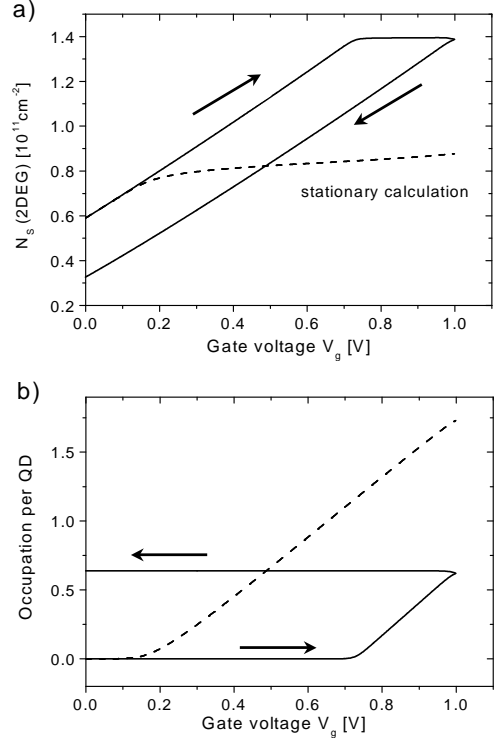 a)
N_s (2DEG) [10^11 cm^-2]
1.4
1.2
1.0
0.8
0.6
0.4
0.2
stationary calculation
0.0 0.2 0.4 0.6 0.8 1.0
Gate voltage V_g [V]
b)
Occupation per QD
1.5
1.0
0.5
0.0
0.0 0.2 0.4 0.6 0.8 1.0
Gate voltage V_g [V]